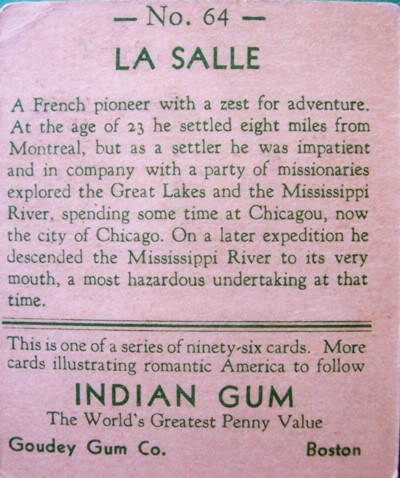 — No. 64 —
LA SALLE
A French pioneer with a zest for adventure.
At the age of 23 he settled eight miles from
Montreal, but as a settler he was impatient
and in company with a party of missionaries
explored the Great Lakes and the Mississippi
River, spending some time at Chicagou, now
the city of Chicago. On a later expedition he
descended the Mississippi River to its very
mouth, a most hazardous undertaking at that
time.
This is one of a series of ninety-six cards. More
cards illustrating romantic America to follow
INDIAN GUM
The World's Greatest Penny Value
Goudey Gum Co. Boston